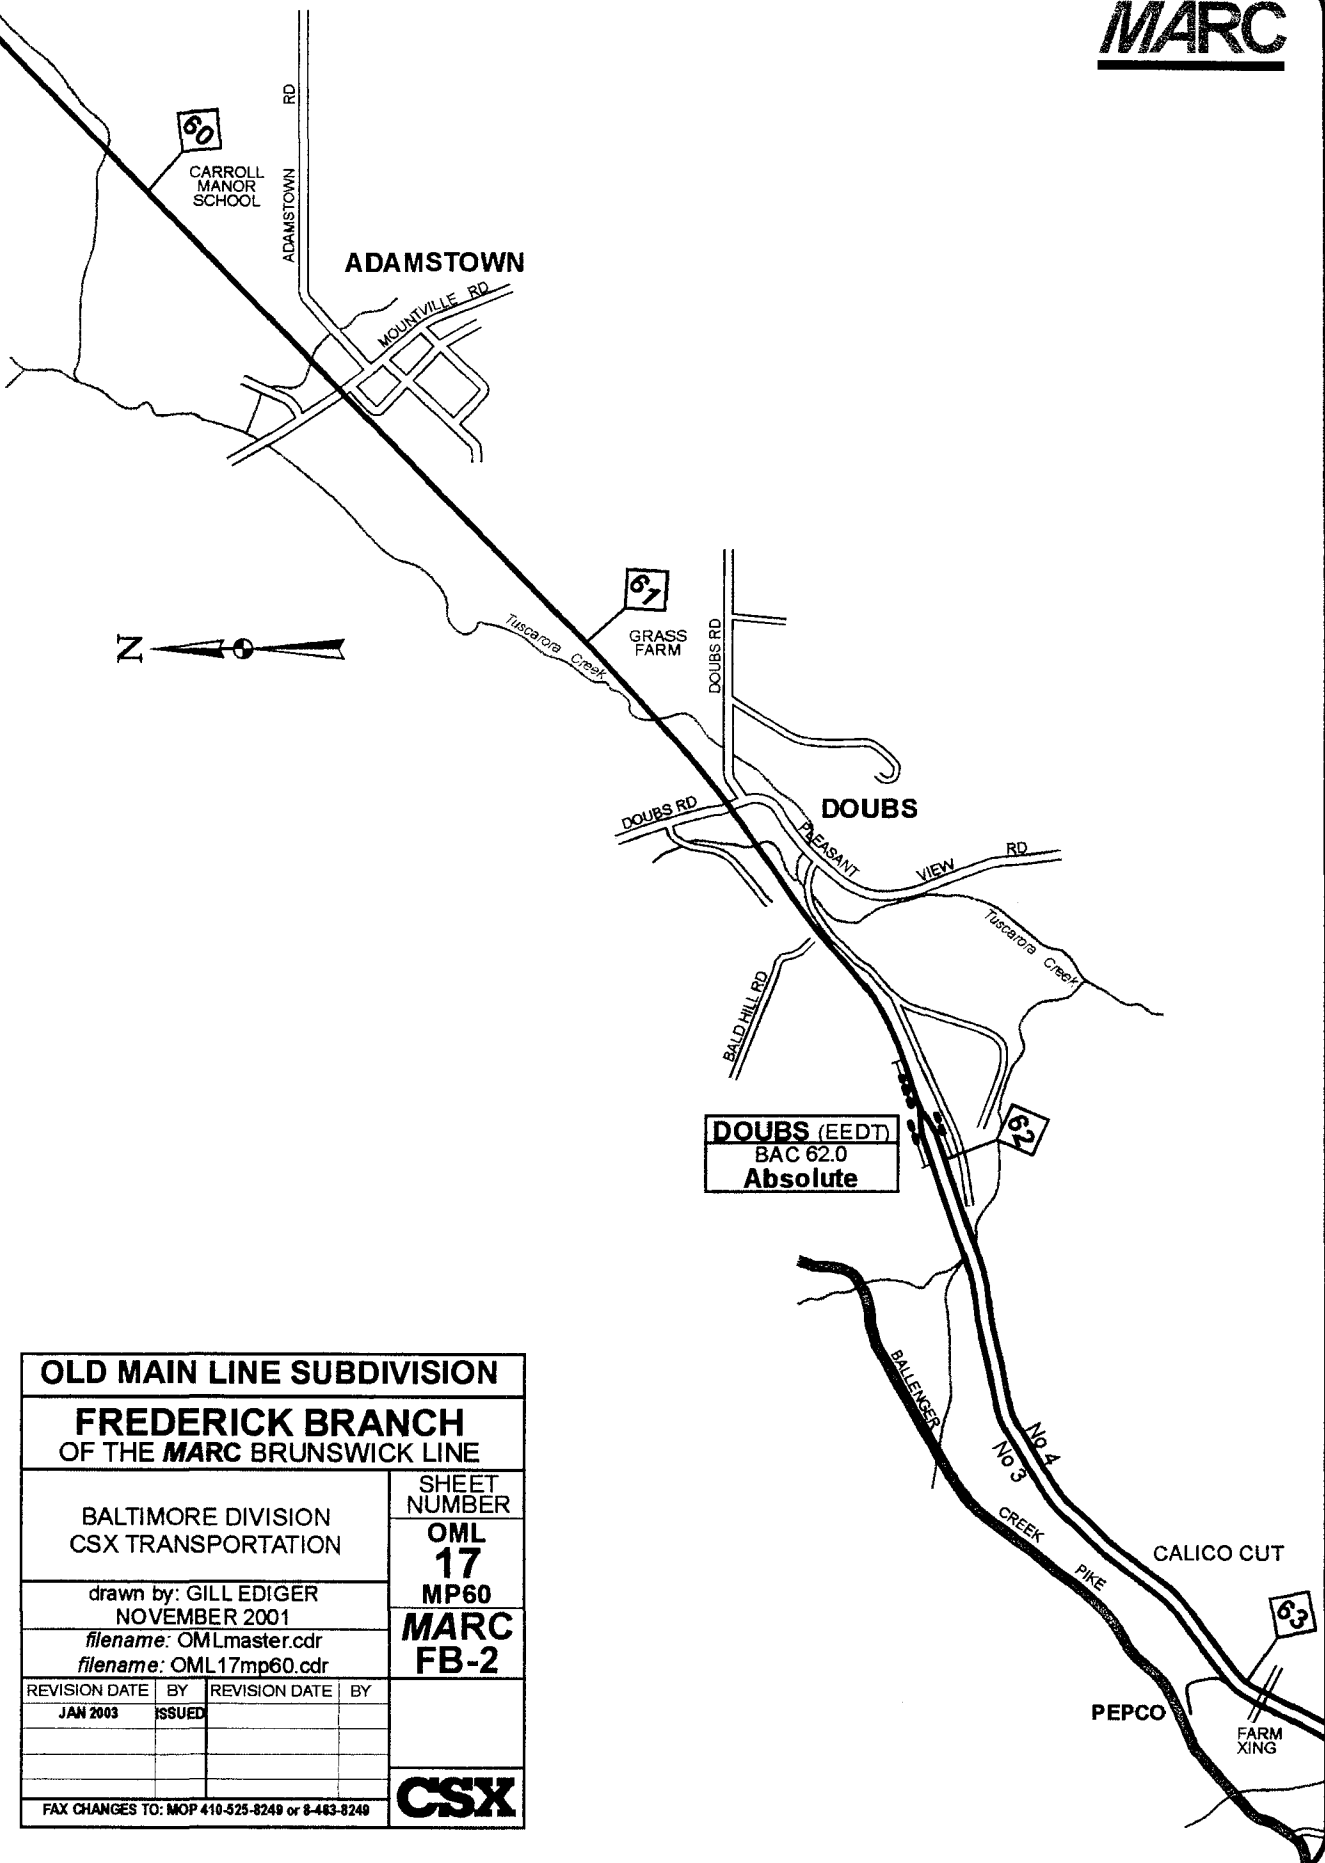 MARC
60
CARROLL
MANOR
SCHOOL
ADAMSTOWN RD
ADAMSTOWN
MOUNTVILLE RD
61
GRASS
FARM
Tuscarora Creek
N
DOUBS RD
DOUBS RD
DOUBS
PLEASANT VIEW RD
Tuscarora Creek
BALD HILL RD
62
DOUBS (EEDT)
BAC 62.0
Absolute
BALLENGER CREEK PIKE
No 4
No 3
CALICO CUT
63
PEPCO
FARM
XING
OLD MAIN LINE SUBDIVISION
FREDERICK BRANCH
OF THE MARC BRUNSWICK LINE
BALTIMORE DIVISION
CSX TRANSPORTATION
SHEET
NUMBER
OML
17
MP60
drawn by: GILL EDIGER
NOVEMBER 2001
filename: OMLmaster.cdr
filename: OML17mp60.cdr
MARC
FB-2
REVISION DATE BY REVISION DATE BY
JAN 2003 ISSUED
FAX CHANGES TO: MOP 410-525-8249 or 8-483-8249
CSX